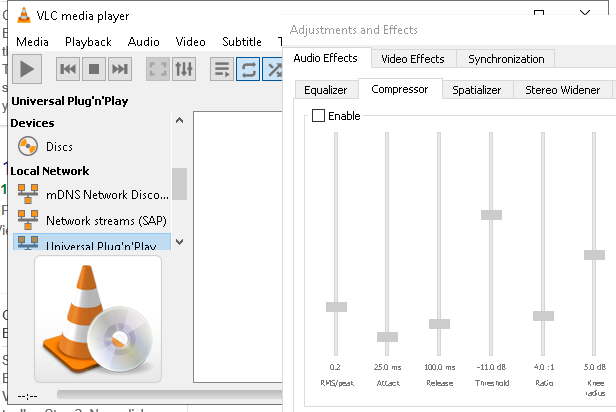 VLC media player
Media Playback Audio Video Subtitle
Universal Plug'n'Play
Devices
Discs
Local Network
mDNS Network Disco...
Network streams (SAP)
Universal Plug'n'Play
--:--
Adjustments and Effects
Audio Effects Video Effects Synchronization
Equalizer Compressor Spatializer Stereo Widener
Enable
0.2 25.0 ms 100.0 ms -11.0 dB 4.0 :1 5.0 dB
RMS/peak Attack Release Threshold Ratio Knee
radius